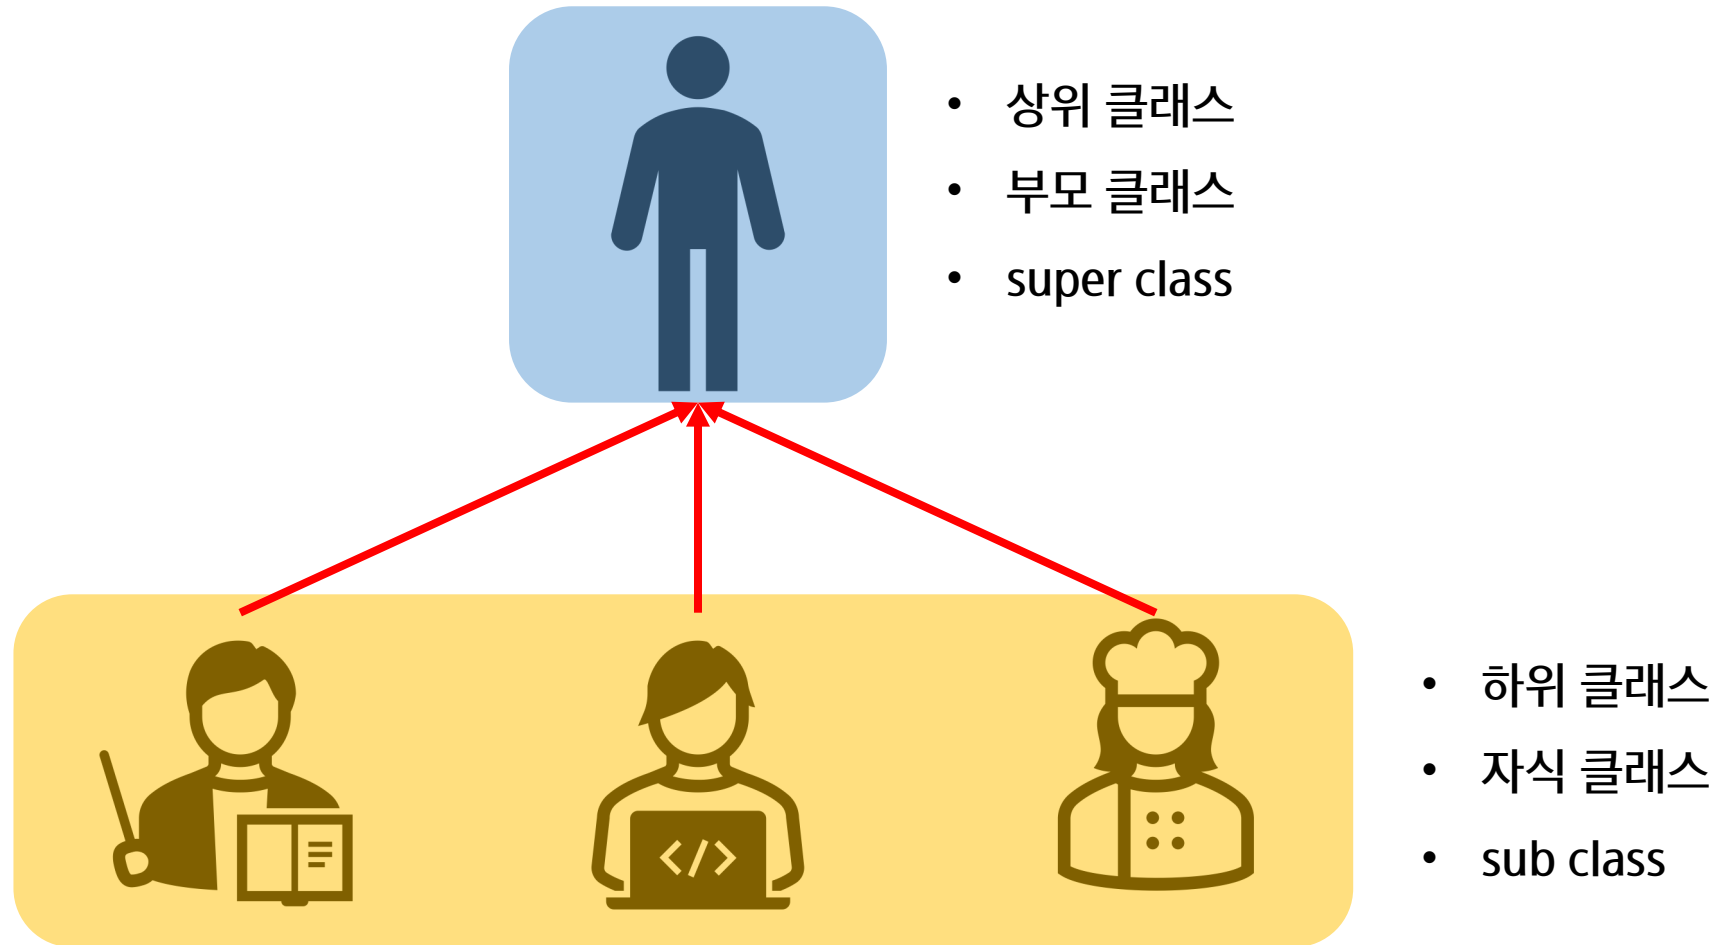 • 상위 클래스
• 부모 클래스
• super class
</>
• 하위 클래스
• 자식 클래스
• sub class